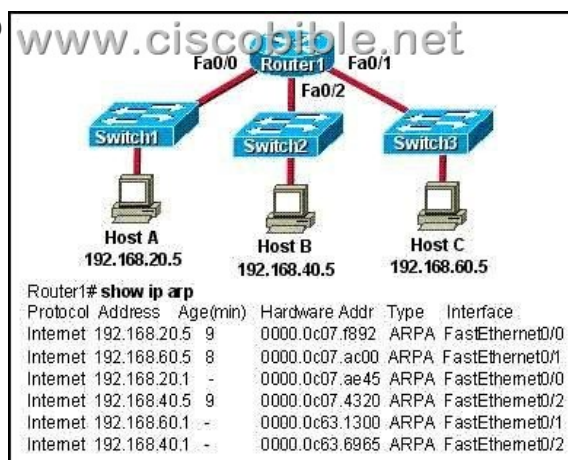 www.ciscobible.net
Fa0/0 Router1 Fa0/1
Fa0/2
Switch1 Switch2 Switch3
Host A Host B Host C
192.168.20.5 192.168.40.5 192.168.60.5
Router1# show ip arp
Protocol Address Age(min) Hardware Addr Type Interface
Internet 192.168.20.5 9 0000.0c07.f892 ARPA FastEthernet0/0
Internet 192.168.60.5 8 0000.0c07.ac00 ARPA FastEthernet0/1
Internet 192.168.20.1 - 0000.0c07.ae45 ARPA FastEthernet0/0
Internet 192.168.40.5 9 0000.0c07.4320 ARPA FastEthernet0/2
Internet 192.168.60.1 - 0000.0c63.1300 ARPA FastEthernet0/1
Internet 192.168.40.1 - 0000.0c63.6965 ARPA FastEthernet0/2